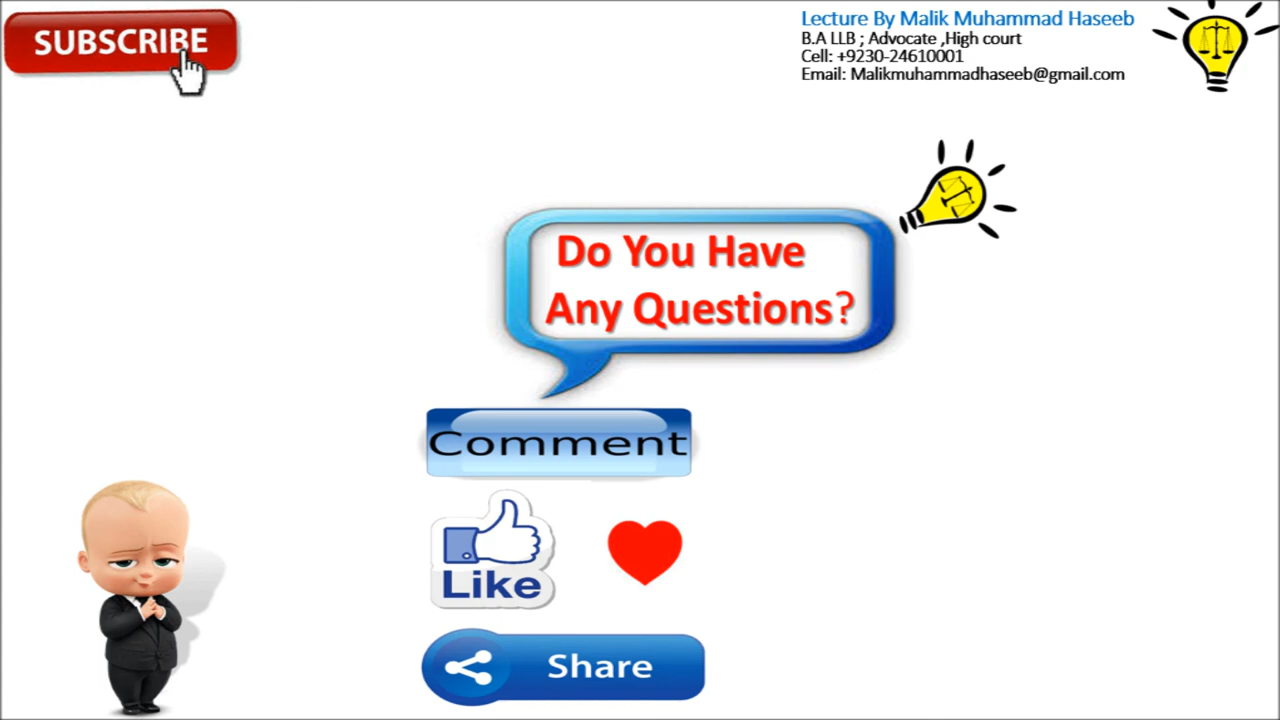 SUBSCRIBE
Lecture By Malik Muhammad Haseeb
B.A LLB ; Advocate ,High court
Cell: +9230-24610001
Email: Malikmuhammadhaseeb@gmail.com
Do You Have
Any Questions?
Comment
Like
Share